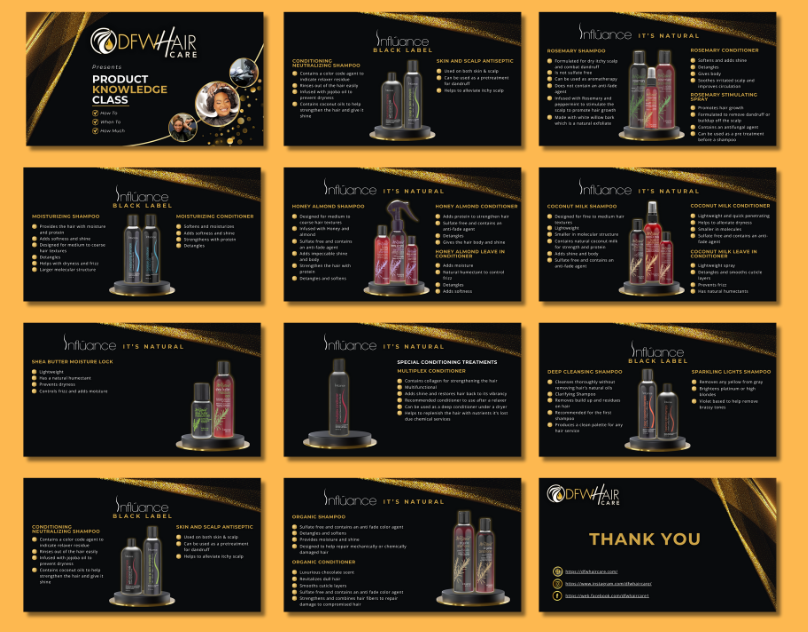 DFWHAIR
CARE
Presents
PRODUCT
KNOWLEDGE
CLASS
How To
When To
How Much
Influance
BLACK LABEL
CONDITIONING
NEUTRALIZING SHAMPOO
Contains a color code agent to
indicate relaxer residue
Rinses out of the hair easily
Infused with jojoba oil to
prevent dryness
Contains coconut oils to help
strengthen the hair and give it
shine
SKIN AND SCALP ANTISEPTIC
Used on both skin & scalp
Can be used as a pretreatment
for dandruff
Helps to alleviate itchy scalp
Influance IT'S NATURAL
ROSEMARY SHAMPOO
Formulated for dry itchy scalp
and combat dandruff
Is not sulfate free
Can be used as aromatherapy
Does not contain an anti-fade
agent
Infused with Rosemary and
peppermint to stimulate the
scalp to promote hair growth
Made with white willow bark
which is a natural exfoliate
ROSEMARY CONDITIONER
Softens and adds shine
Detangles
Gives body
Soothes irritated scalp and
improves circulation
ROSEMARY STIMULATING
SPRAY
Promotes hair growth
Formulated to remove dandruff or
buildup off the scalp
Contains an antifungal agent
Can be used as a pre treatment
before a shampoo
Influance
BLACK LABEL
MOISTURIZING SHAMPOO
Provides the hair with moisture
and protein
Adds softness and shine
Designed for medium to coarse
hair textures
Detangles
Helps with dryness and frizz
Larger molecular structure
MOISTURIZING CONDITIONER
Softens and moisturizes
Adds softness and shine
Strengthens with protein
Detangles
Influance IT'S NATURAL
HONEY ALMOND SHAMPOO
Designed for medium to
coarse hair textures
Infused with Honey and
almond
Sulfate free and contains
an anti-fade agent
Adds impeccable shine
and body
Strengthen the hair with
protein
Detangles and softens
HONEY ALMOND CONDITIONER
Adds protein to strengthen hair
Sulfate free and contains an
anti-fade agent
Detangles
Gives the hair body and shine
HONEY ALMOND LEAVE IN
CONDITIONER
Adds moisture
Natural humectant to control
frizz
Detangles
Adds softness
Influance IT'S NATURAL
COCONUT MILK SHAMPOO
Designed for fine to medium hair
textures
Lightweight
Smaller in molecular structure
Contains natural coconut milk
for strength and protein
Adds shine and body
Sulfate free and contains an
anti-fade agent
COCONUT MILK CONDITIONER
Lightweight and quick penetrating
Helps to alleviate dryness
Smaller in molecules
Sulfate free and contains an anti-
fade agent
COCONUT MILK LEAVE IN
CONDITIONER
Lightweight spray
Detangles and smooths cuticle
layers
Prevents frizz
Has natural humectants
Influance IT'S NATURAL
SHEA BUTTER MOISTURE LOCK
Lightweight
Has a natural humectant
Prevents dryness
Controls frizz and adds moisture
Influance
SPECIAL CONDITIONING TREATMENTS
MULTIPLEX CONDITIONER
Contains collagen for strengthening the hair
Multifunctional
Adds shine and restores hair back to its vibrancy
Recommended conditioner to use after a relaxer
Can be used as a deep conditioner under a dryer
Helps to replenish the hair with nutrients it's lost
due chemical services
Influance
BLACK LABEL
DEEP CLEANSING SHAMPOO
Cleanses thoroughly without
removing hair's natural oils
Clarifying Shampoo
Removes build up and residues
on hair
Recommended for the first
shampoo
Produces a clean palette for any
hair service
SPARKLING LIGHTS SHAMPOO
Removes any yellow from gray
Brightens platinum or high
blondes
Violet based to help remove
brassy tones
Influance
BLACK LABEL
CONDITIONING
NEUTRALIZING SHAMPOO
Contains a color code agent to
indicate relaxer residue
Rinses out of the hair easily
Infused with jojoba oil to
prevent dryness
Contains coconut oils to help
strengthen the hair and give it
shine
SKIN AND SCALP ANTISEPTIC
Used on both skin & scalp
Can be used as a pretreatment
for dandruff
Helps to alleviate itchy scalp
Influance IT'S NATURAL
ORGANIC SHAMPOO
Sulfate free and contains an anti fade color agent
Detangles and softens
Provides moisture and shine
Designed to help repair mechanically or chemically
damaged hair
ORGANIC CONDITIONER
Luxurious chocolate scent
Revitalizes dull hair
Smooths cuticle layers
Sulfate free and contains an anti fade color agent
Strengthens and combines hair fibers to repair
damage to compromised hair
DFWHAIR
CARE
THANK YOU
https://dfwhaircare.com/
https://www.instagram.com/dfwhaircare/
https://web.facebook.com/dfwhaircare/